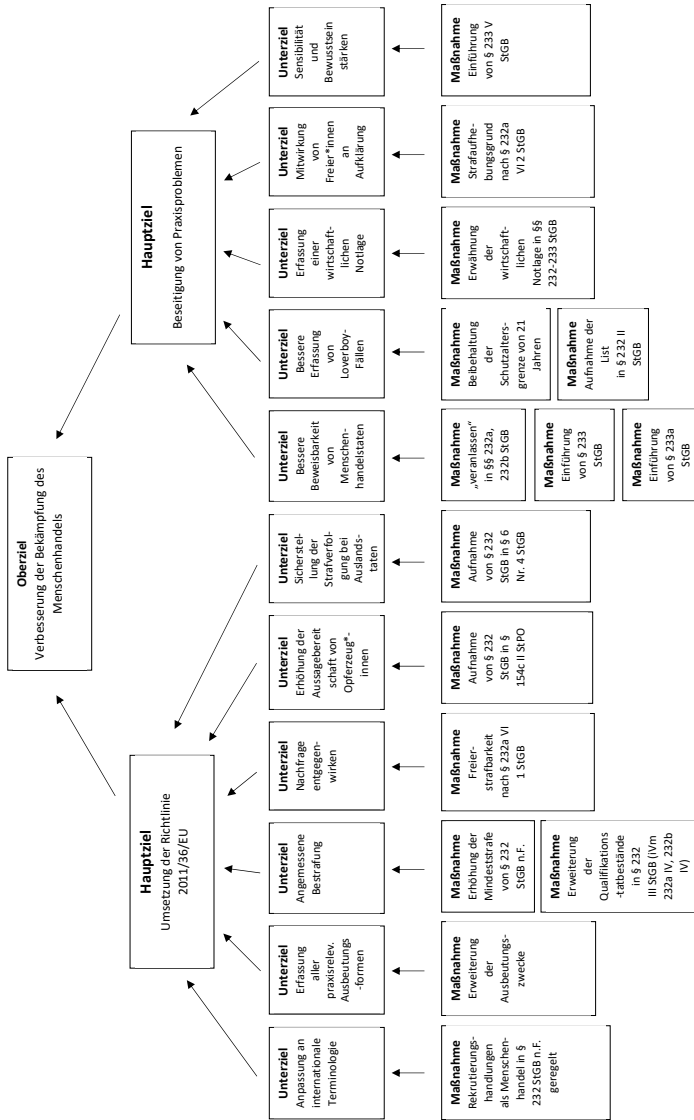 Oberziel
Verbesserung der Bekämpfung des
Menschenhandels
Hauptziel
Umsetzung der Richtlinie
2011/36/EU
Hauptziel
Beseitigung von Praxisproblemen
Unterziel
Anpassung an
internationale
Terminologie
Unterziel
Erfassung
aller
praxisrelev.
Ausbeutungs
-formen
Unterziel
Angemessene
Bestrafung
Unterziel
Nachfrage
entgegen-
wirken
Unterziel
Erhöhung der
Aussagebereit
schaft von
Opferzeug*-
innen
Unterziel
Sicherstel-
lung der
Strafverfol-
gung bei
Auslands-
taten
Unterziel
Bessere
Beweisbarkeit
von
Menschen-
handelstaten
Unterziel
Bessere
Erfassung
von
Loverboy-
Fällen
Unterziel
Erfassung
einer
wirtschaft-
lichen
Notlage
Unterziel
Mitwirkung
von
Freier*innen
an
Aufklärung
Unterziel
Sensibilität
und
Bewusstsein
stärken
Maßnahme
Rekrutierungs-
handlungen
als Menschen-
handel in §
232 StGB n.F.
geregelt
Maßnahme
Erweiterung
der
Ausbeutungs-
zwecke
Maßnahme
Erhöhung der
Mindeststrafe
von § 232
StGB n.F.
Maßnahme
Erweiterung
der
Qualifikations
-tatbestände
in § 232
III StGB (iVm
232a IV, 232b
IV)
Maßnahme
Freier-
strafbarkeit
nach § 232a VI
1 StGB
Maßnahme
Aufnahme
von § 232
StGB in §
154c II StPO
Maßnahme
Aufnahme
von § 232
StGB in § 6
Nr. 4 StGB
Maßnahme
„veranlassen“
in §§ 232a,
232b StGB
Maßnahme
Einführung
von § 233
StGB
Maßnahme
Einführung
von § 233a
StGB
Maßnahme
Beibehaltung
der
Schutzalters-
grenze von 21
Jahren
Maßnahme
Aufnahme der
List
in § 232 II
StGB
Maßnahme
Erwähnung
der
wirtschaft-
lichen
Notlage in §§
232-233 StGB
Maßnahme
Strafaufhe-
bungsgrund
nach § 232a
VI 2 StGB
Maßnahme
Einführung
von § 233 V
StGB